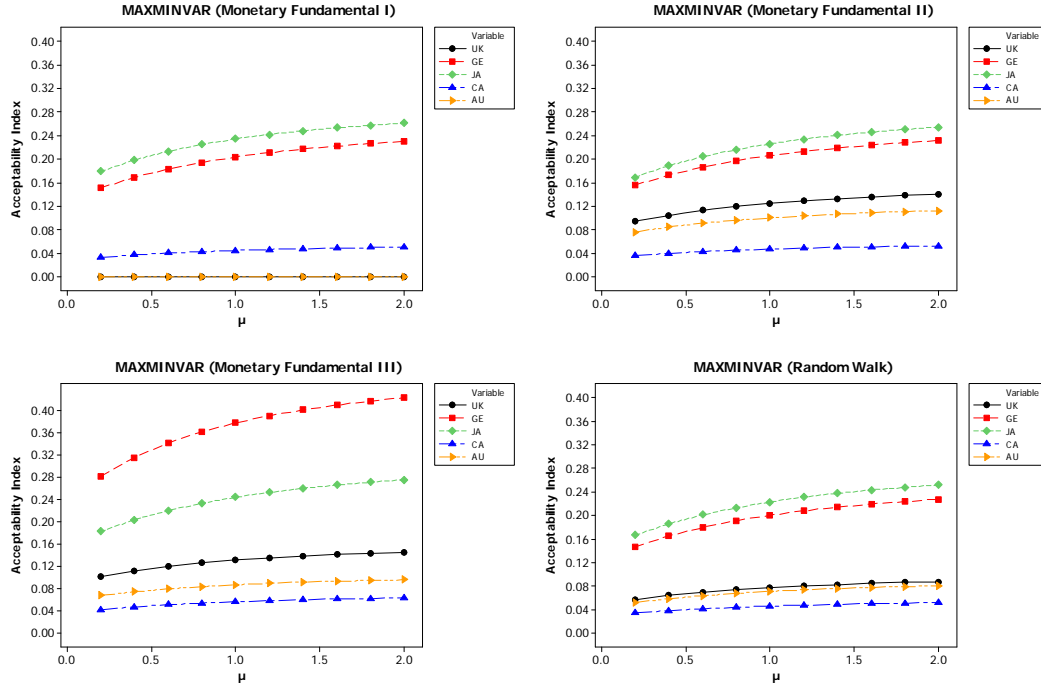 MAXMINVAR (Monetary Fundamental I)
Acceptability Index
0.40
0.36
0.32
0.28
0.24
0.20
0.16
0.12
0.08
0.04
0.00
0.0
0.5
1.0
1.5
2.0
μ
Variable
UK
GE
JA
CA
AU
MAXMINVAR (Monetary Fundamental II)
Acceptability Index
0.40
0.36
0.32
0.28
0.24
0.20
0.16
0.12
0.08
0.04
0.00
0.0
0.5
1.0
1.5
2.0
μ
Variable
UK
GE
JA
CA
AU
MAXMINVAR (Monetary Fundamental III)
Acceptability Index
0.40
0.36
0.32
0.28
0.24
0.20
0.16
0.12
0.08
0.04
0.00
0.0
0.5
1.0
1.5
2.0
μ
Variable
UK
GE
JA
CA
AU
MAXMINVAR (Random Walk)
Acceptability Index
0.40
0.36
0.32
0.28
0.24
0.20
0.16
0.12
0.08
0.04
0.00
0.0
0.5
1.0
1.5
2.0
μ
Variable
UK
GE
JA
CA
AU